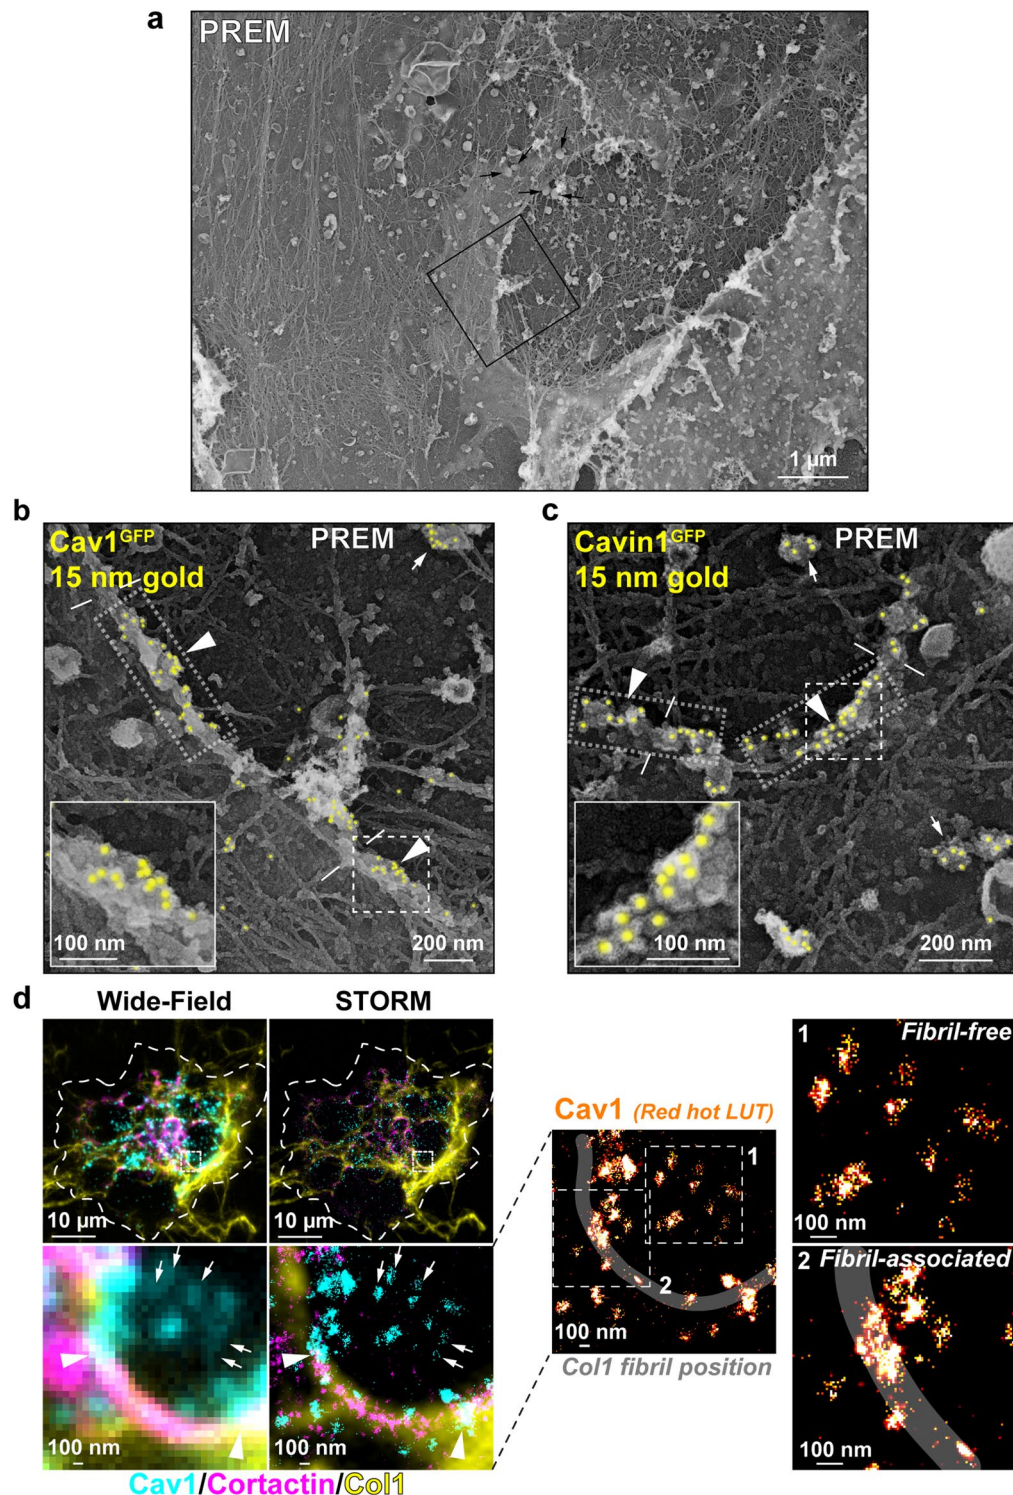 a
PREM
1 µm
b
Cav1GFP
15 nm gold
PREM
100 nm
200 nm
c
Cavin1GFP
15 nm gold
PREM
100 nm
200 nm
d
Wide-Field
STORM
10 µm
10 µm
100 nm
100 nm
Cav1/Cortactin/Col1
Cav1 (Red hot LUT)
1
2
100 nm
Col1 fibril position
1
Fibril-free
100 nm
2
Fibril-associated
100 nm